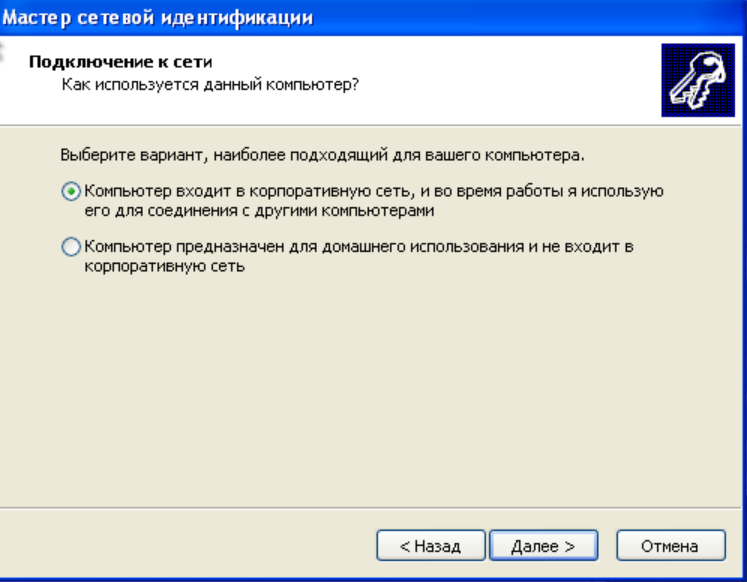 Мастер сетевой идентификации
Подключение к сети
Как используется данный компьютер?
Выберите вариант, наиболее подходящий для вашего компьютера.
Компьютер входит в корпоративную сеть, и во время работы я использую
его для соединения с другими компьютерами
Компьютер предназначен для домашнего использования и не входит в
корпоративную сеть
< Назад
Далее >
Отмена